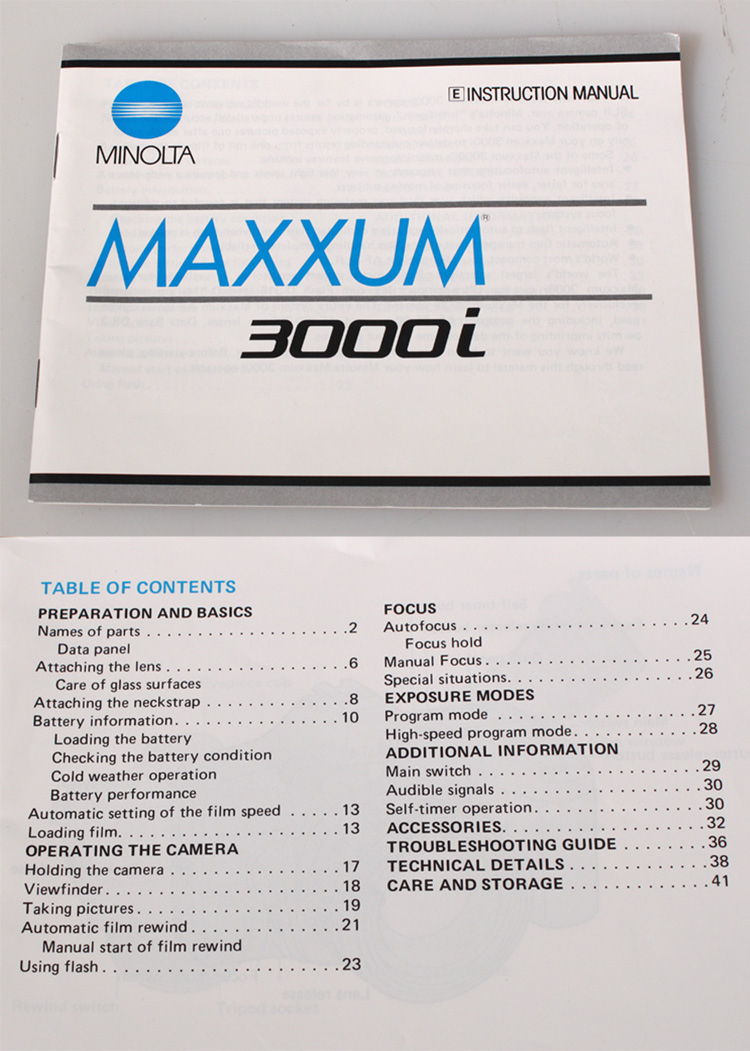 E INSTRUCTION MANUAL
MINOLTA
MAXXUM®
3000i
TABLE OF CONTENTS
PREPARATION AND BASICS
Names of parts . . . . . . . . . . . . . . . . . . . .2
Data panel
Attaching the lens . . . . . . . . . . . . . . . . . .6
Care of glass surfaces
Attaching the neckstrap . . . . . . . . . . . . . .8
Battery information. . . . . . . . . . . . . . . . .10
Loading the battery
Checking the battery condition
Cold weather operation
Battery performance
Automatic setting of the film speed . . . . .13
Loading film. . . . . . . . . . . . . . . . . . . . . .13
OPERATING THE CAMERA
Holding the camera . . . . . . . . . . . . . . . . .17
Viewfinder. . . . . . . . . . . . . . . . . . . . . . .18
Taking pictures. . . . . . . . . . . . . . . . . . . .19
Automatic film rewind . . . . . . . . . . . . . . .21
Manual start of film rewind
Using flash . . . . . . . . . . . . . . . . . . . . . . .23
FOCUS
Autofocus . . . . . . . . . . . . . . . . . . . . . . .24
Focus hold
Manual Focus. . . . . . . . . . . . . . . . . . . . .25
Special situations. . . . . . . . . . . . . . . . . . .26
EXPOSURE MODES
Program mode . . . . . . . . . . . . . . . . . . . .27
High-speed program mode. . . . . . . . . . . .28
ADDITIONAL INFORMATION
Main switch . . . . . . . . . . . . . . . . . . . . . .29
Audible signals . . . . . . . . . . . . . . . . . . . .30
Self-timer operation. . . . . . . . . . . . . . . . .30
ACCESSORIES. . . . . . . . . . . . . . . . . . . .32
TROUBLESHOOTING GUIDE . . . . . . . .36
TECHNICAL DETAILS . . . . . . . . . . . . . .38
CARE AND STORAGE . . . . . . . . . . . . . .41